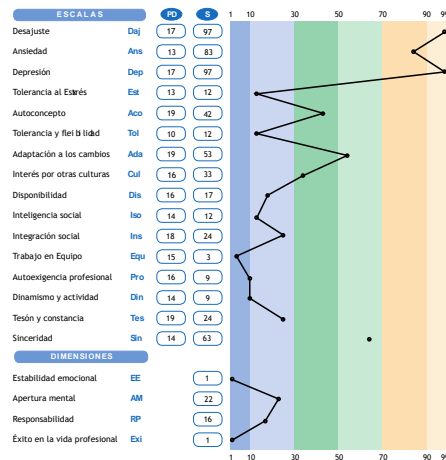 ESCALAS PD S 1 10 30 50 70 90 99
Desajuste Daj 17 97
Ansiedad Ans 13 83
Depresión Dep 17 97
Tolerancia al Estrés Est 13 12
Autoconcepto Aco 19 42
Tolerancia y flexibilidad Tol 10 12
Adaptación a los cambios Ada 19 53
Interés por otras culturas Cul 16 33
Disponibilidad Dis 16 17
Inteligencia social Iso 14 12
Integración social Ins 18 24
Trabajo en Equipo Equ 15 3
Autoexigencia profesional Pro 16 9
Dinamismo y actividad Din 14 9
Tesón y constancia Tes 19 24
Sinceridad Sin 14 63
DIMENSIONES
Estabilidad emocional EE 1
Apertura mental AM 22
Responsabilidad RP 16
Éxito en la vida profesional Exi 1
1 10 30 50 70 90 99